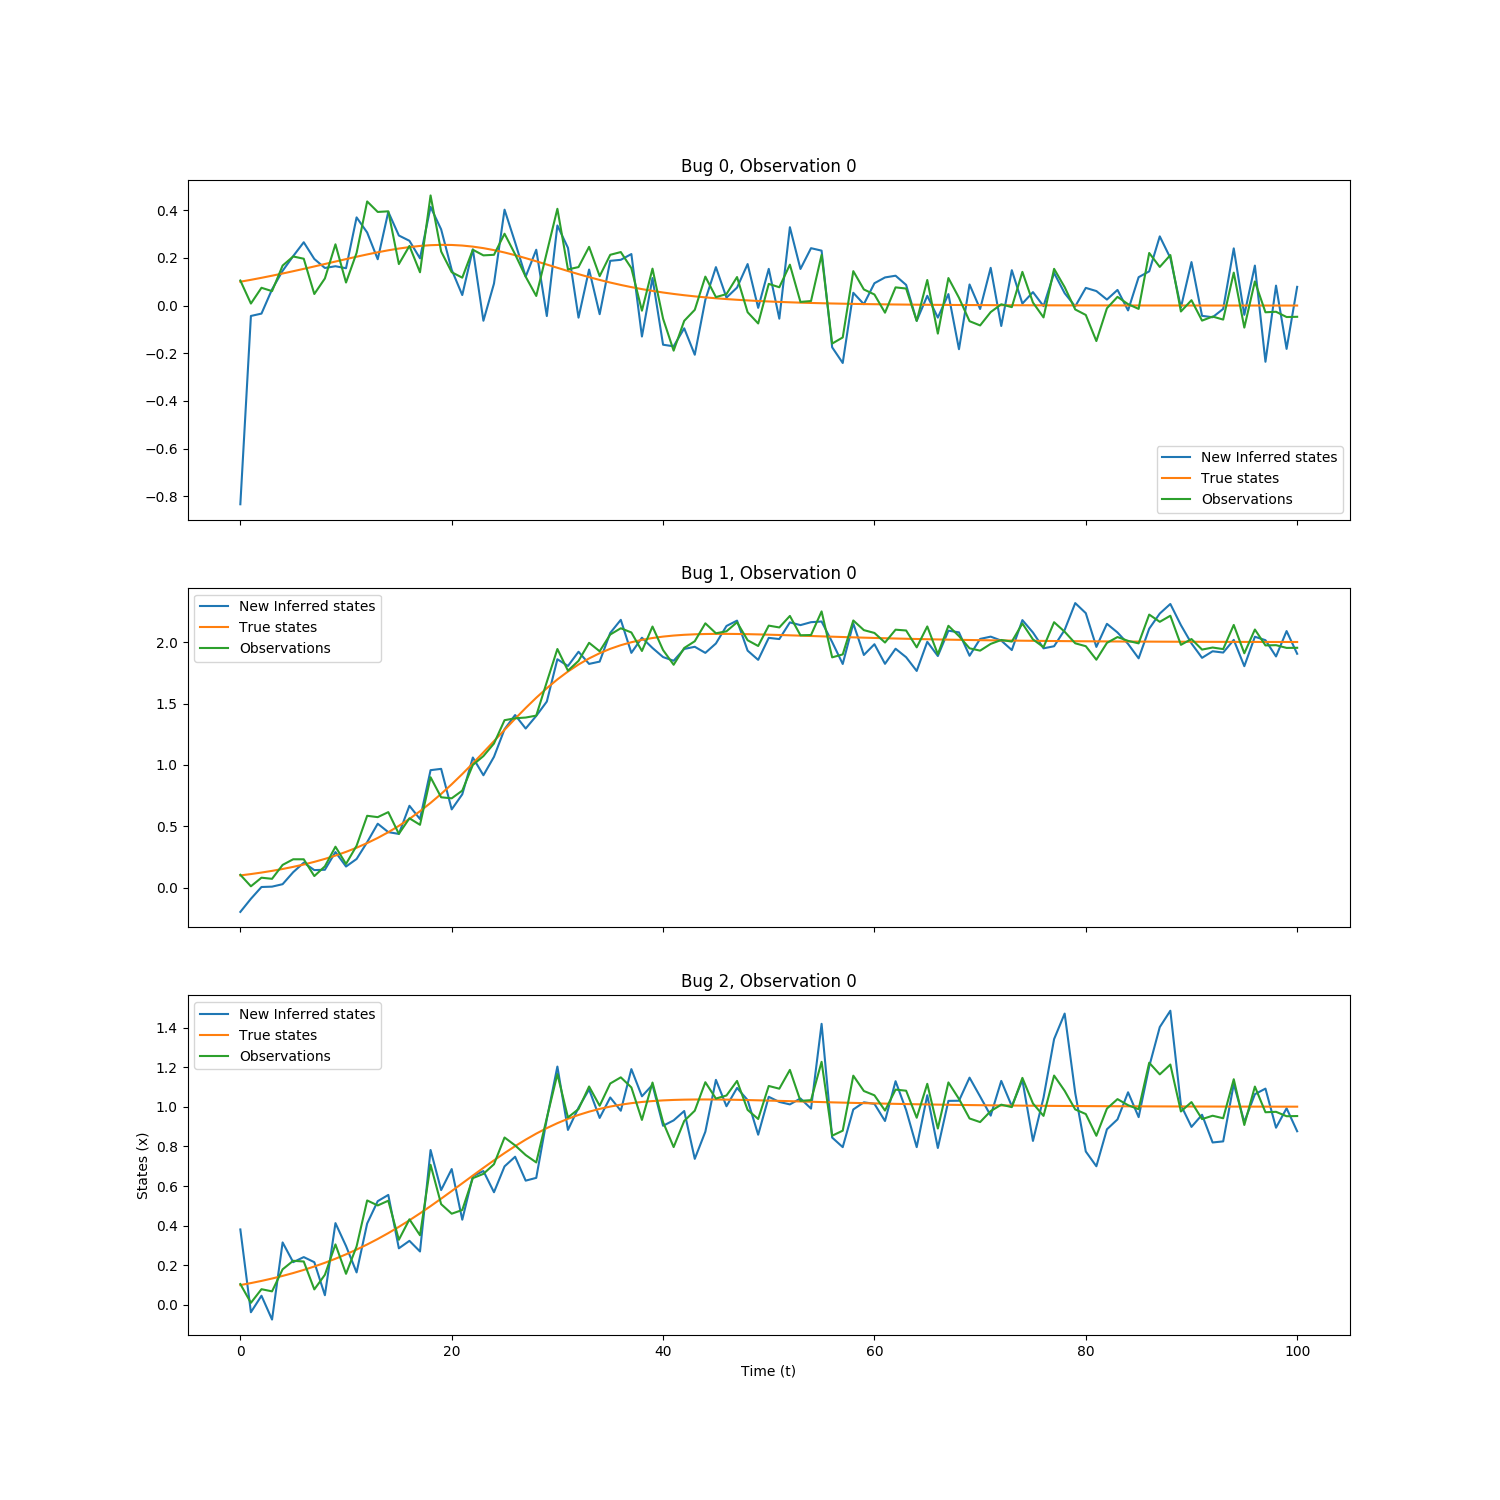 Bug 0, Observation 0
0.4
0.2
0.0
−0.2
−0.4
−0.6
−0.8
New Inferred states
True states
Observations
Bug 1, Observation 0
New Inferred states
True states
Observations
2.0
1.5
1.0
0.5
0.0
Bug 2, Observation 0
New Inferred states
True states
Observations
1.4
1.2
1.0
0.8
0.6
0.4
0.2
0.0
States (x)
0 20 40 60 80 100
Time (t)